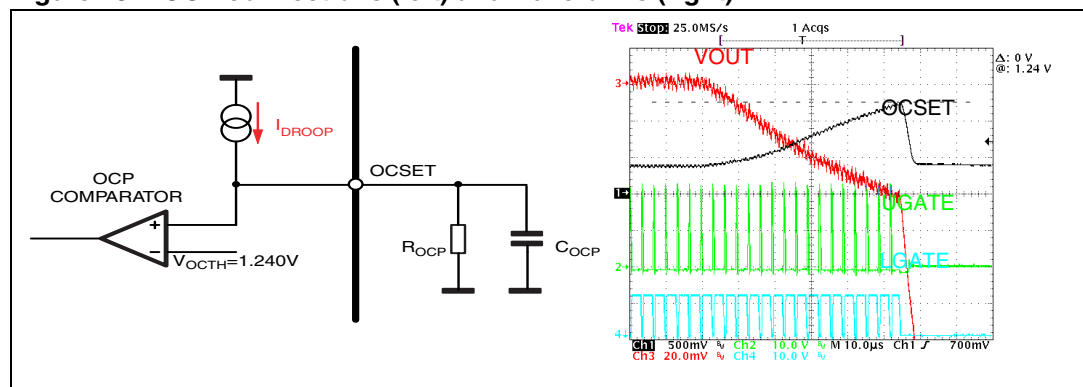 I_DROOP
OCP
COMPARATOR
OCSET
+
−
V_OCTH=1.240V
R_OCP
C_OCP
Tek Stop: 25.0MS/s 1 Acqs
T
Δ: 0 V
@: 1.24 V
VOUT
3
OCSET
1
UGATE
2
LGATE
4
Ch1 500mV Ch2 10.0 V M 10.0µs Ch1 700mV
Ch3 20.0mV Ch4 10.0 V